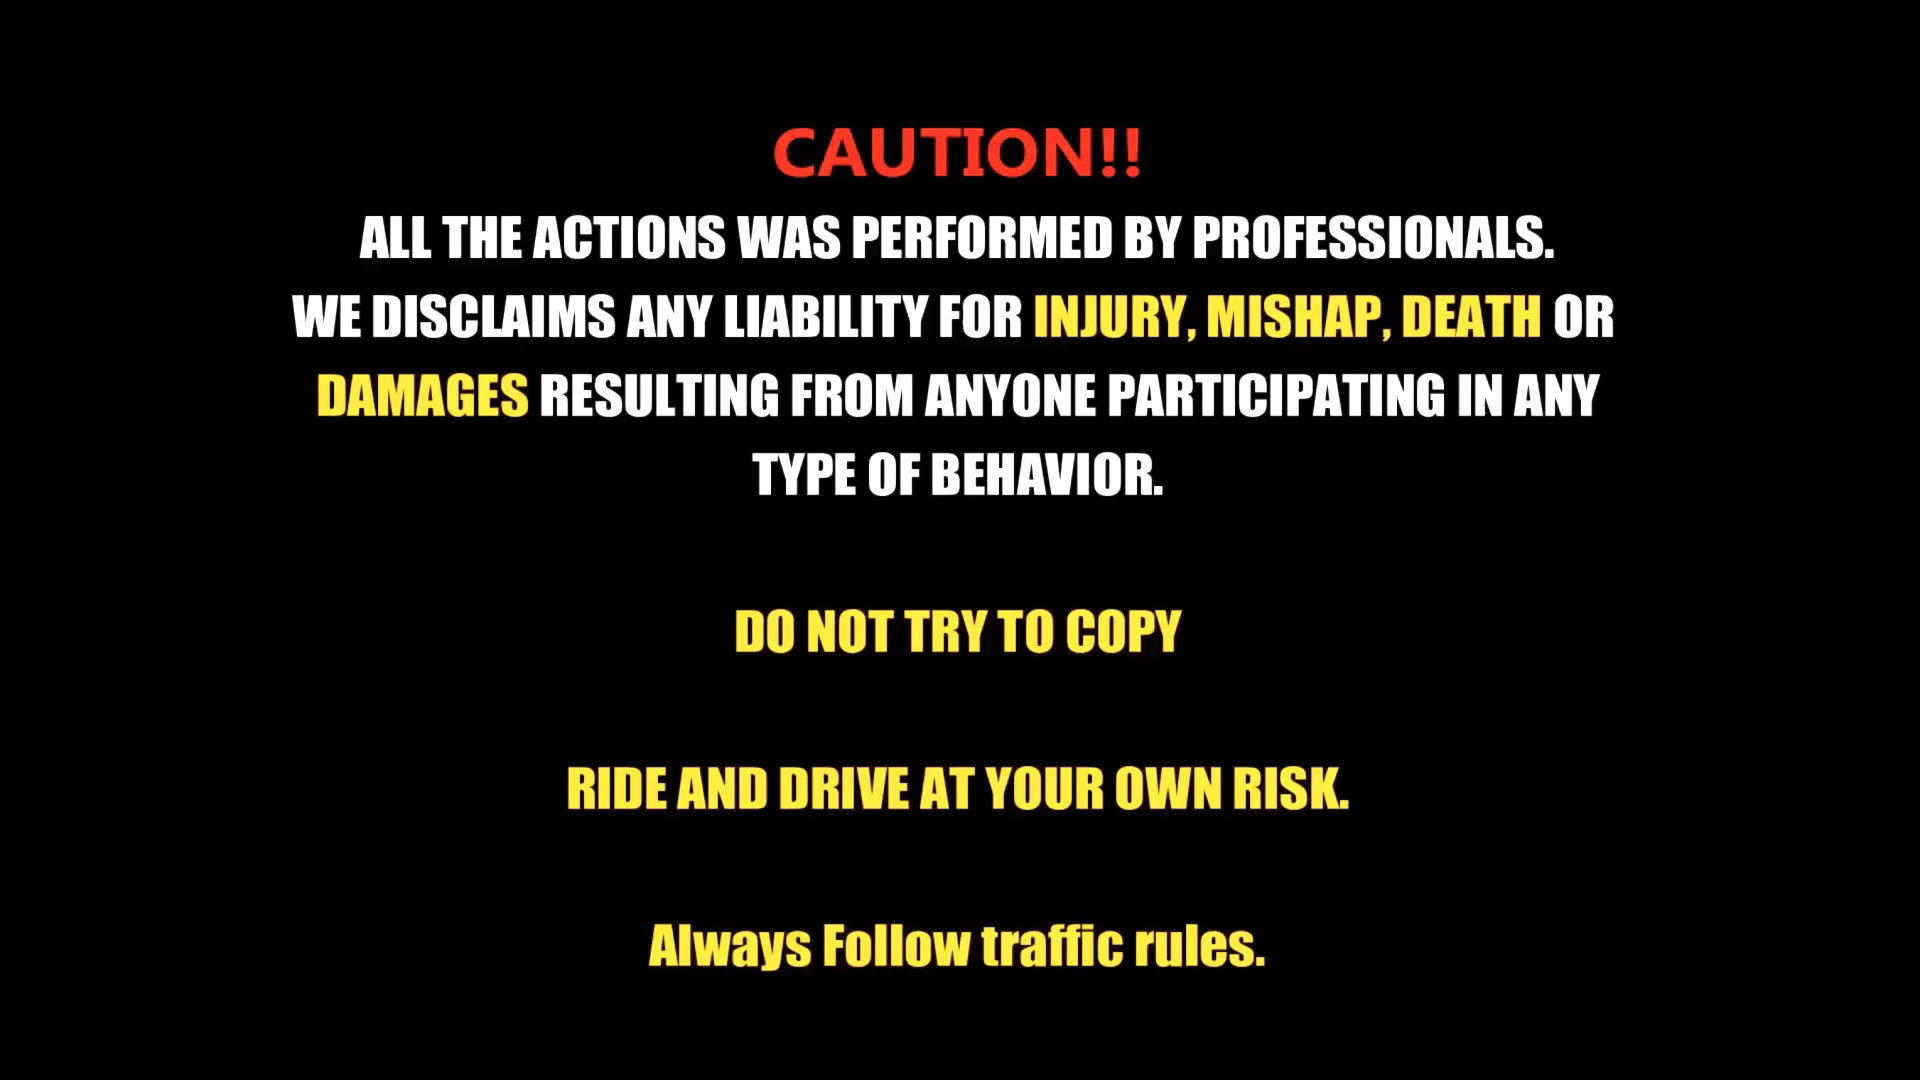 CAUTION!!
ALL THE ACTIONS WAS PERFORMED BY PROFESSIONALS.
WE DISCLAIMS ANY LIABILITY FOR INJURY, MISHAP, DEATH OR
DAMAGES RESULTING FROM ANYONE PARTICIPATING IN ANY
TYPE OF BEHAVIOR.
DO NOT TRY TO COPY
RIDE AND DRIVE AT YOUR OWN RISK.
Always Follow traffic rules.